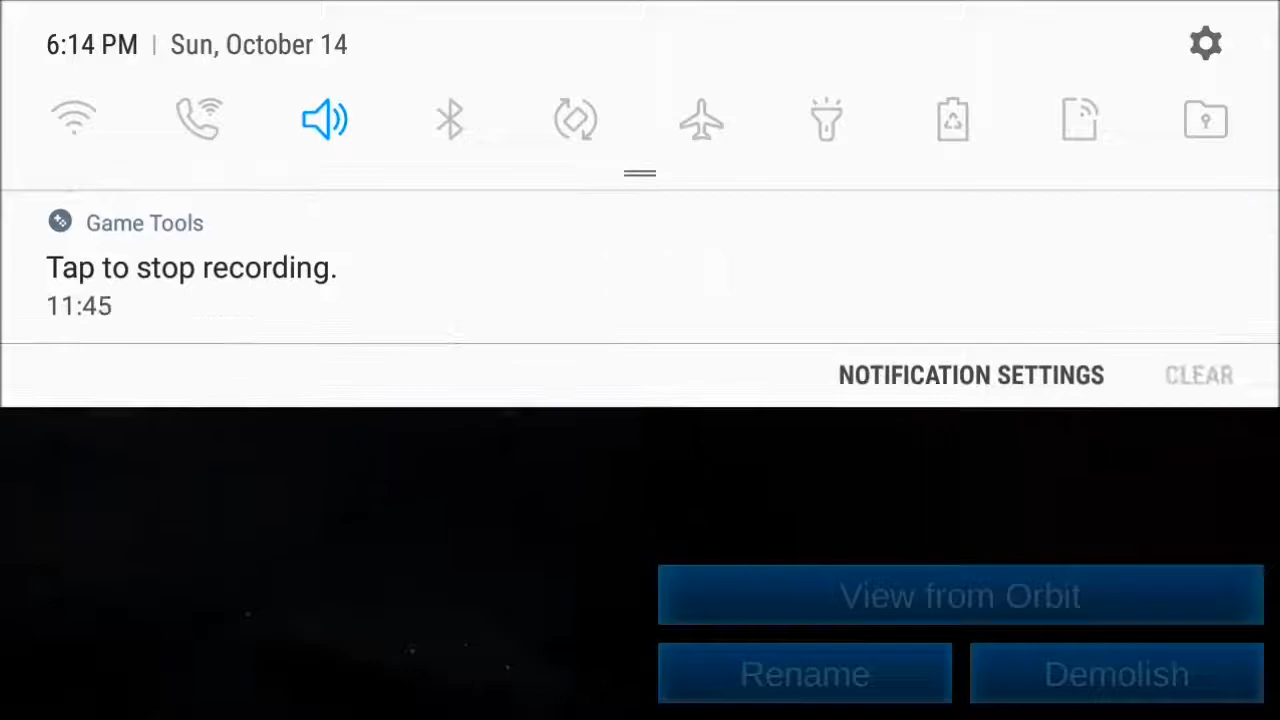 6:14 PM | Sun, October 14
Game Tools
Tap to stop recording.
11:45
NOTIFICATION SETTINGS CLEAR
View from Orbit
Rename Demolish